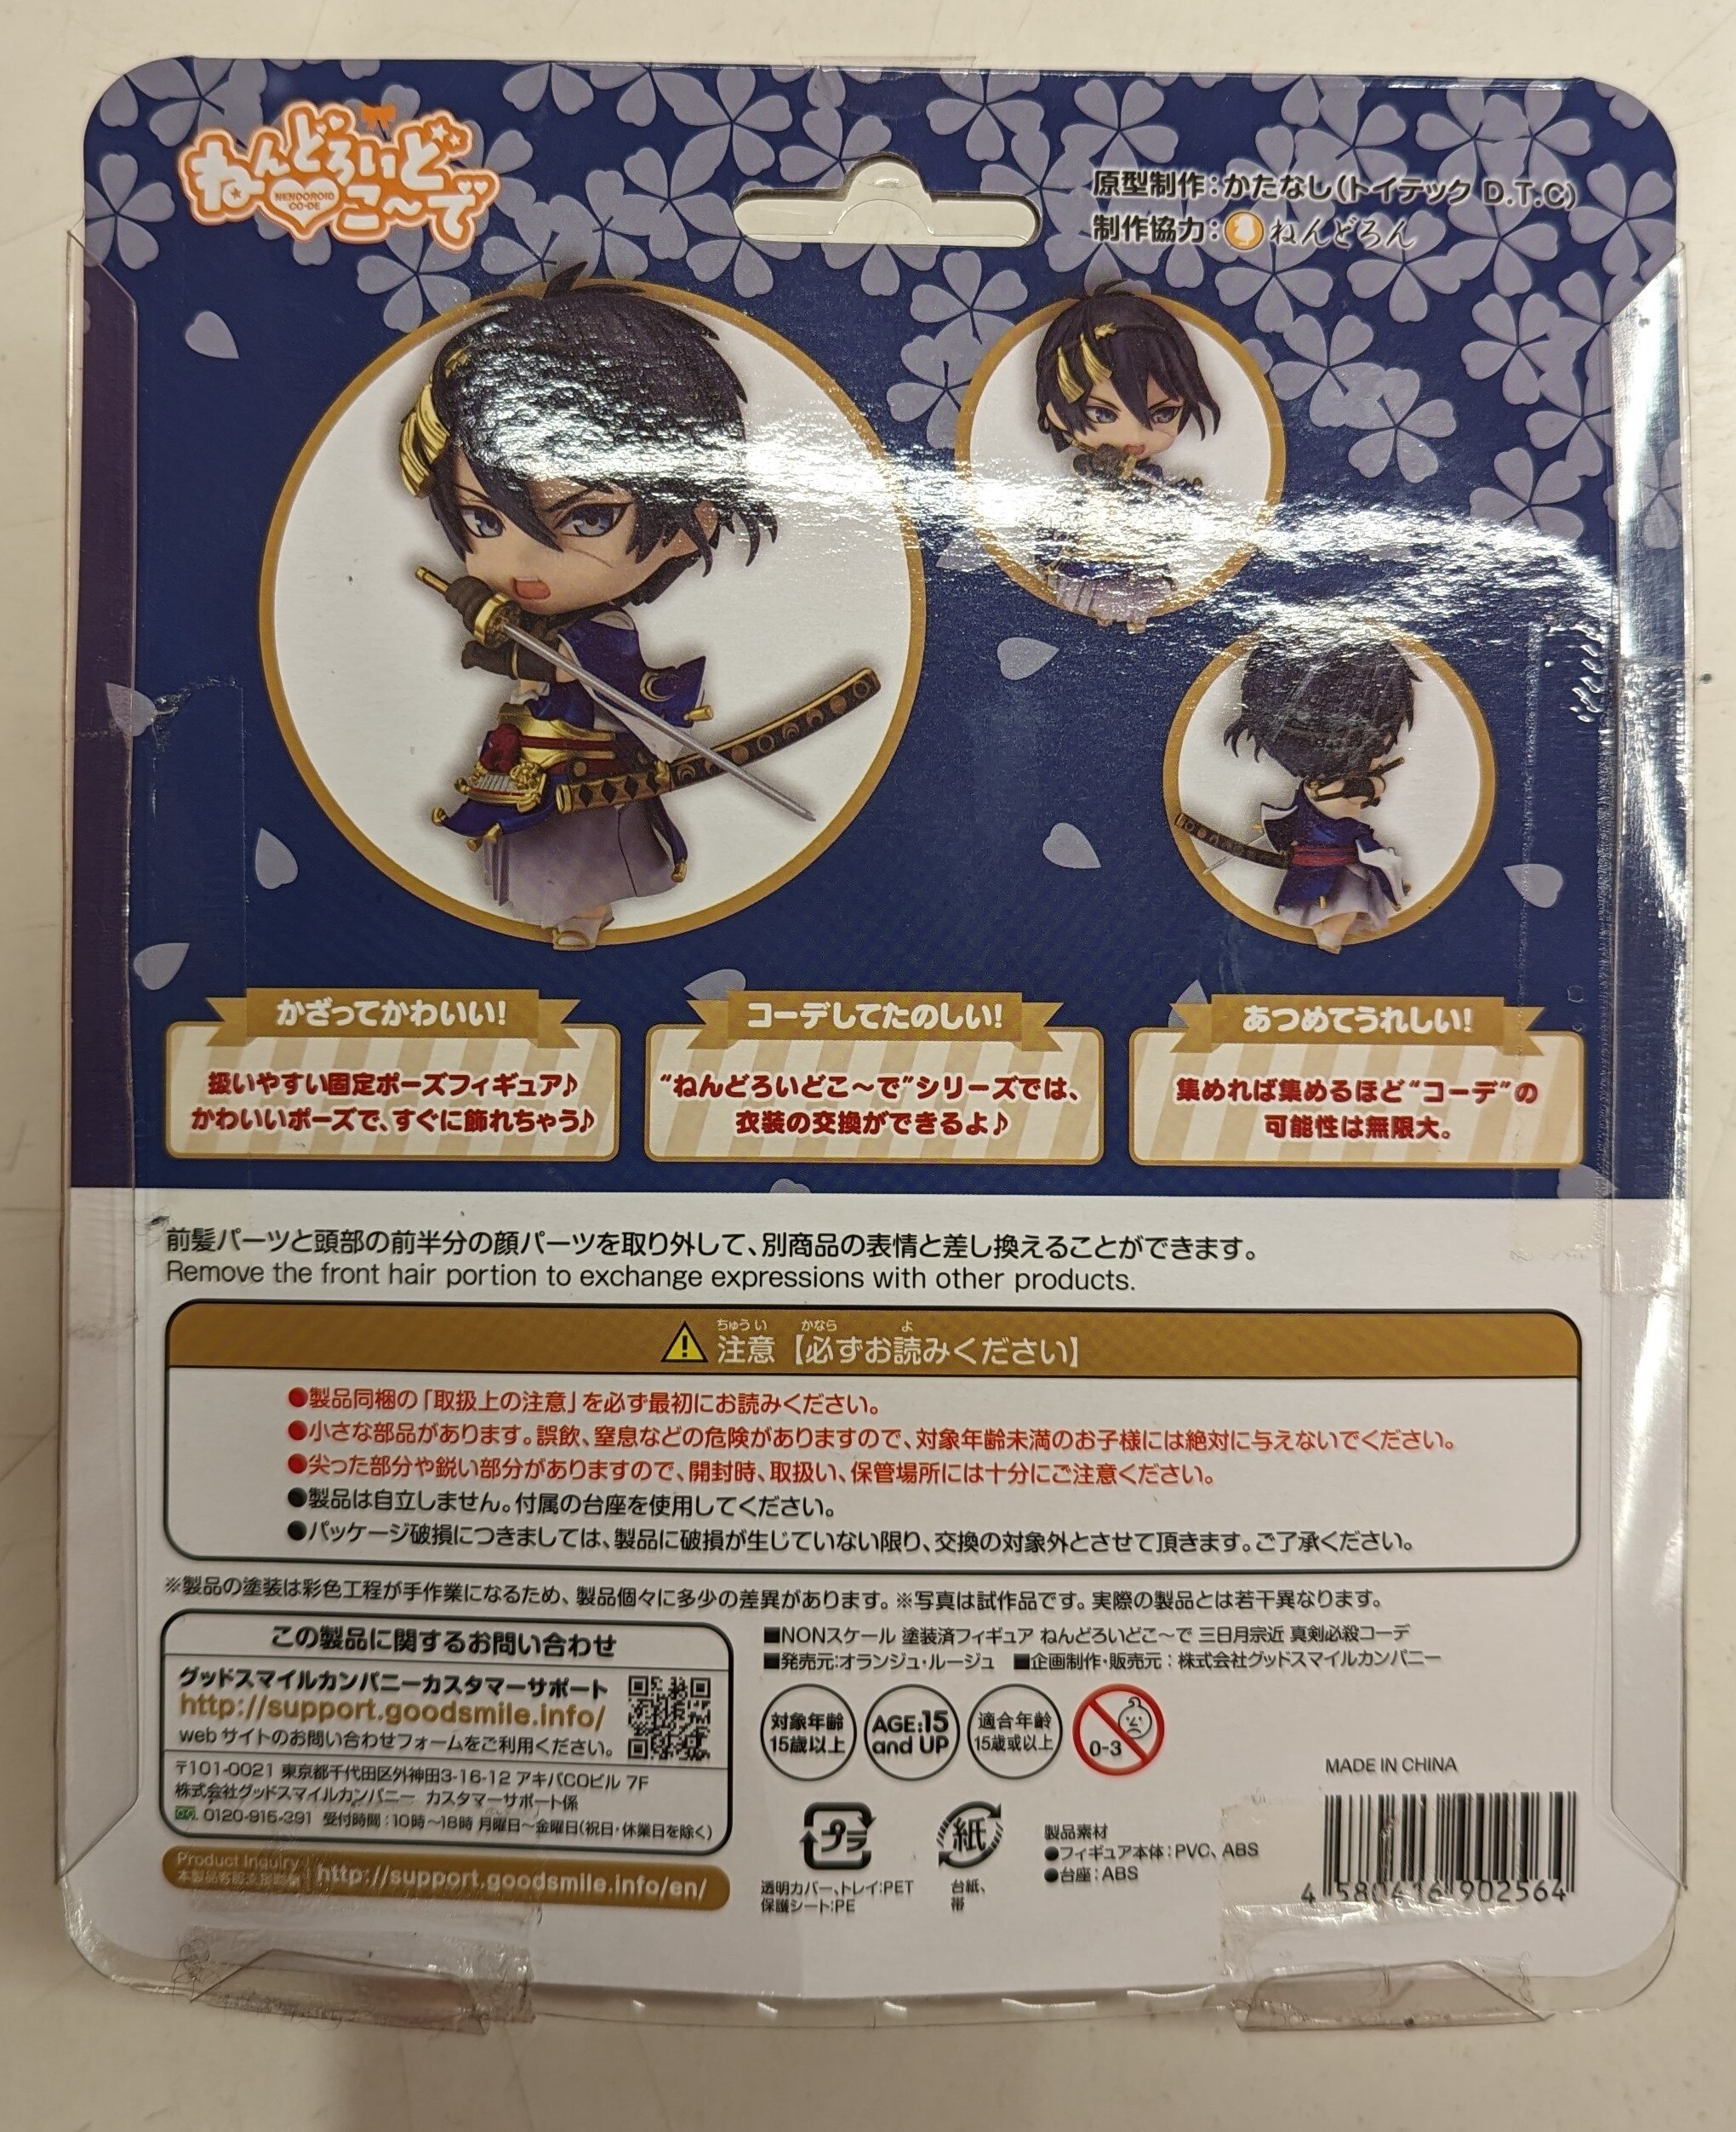 ねんどろいど
こ～で
NENDOROID
CO-DE
原型制作：かたなし（トイテック D.T.C）
制作協力：ねんどろん
かざってかわいい！
扱いやすい固定ポーズフィギュア♪
かわいいポーズで、すぐに飾れちゃう♪
コーデしてたのしい！
“ねんどろいどこ～で”シリーズでは、
衣装の交換ができるよ♪
あつめてうれしい！
集めれば集めるほど“コーデ”の
可能性は無限大。
前髪パーツと頭部の前半分の顔パーツを取り外して、別商品の表情と差し換えることができます。
Remove the front hair portion to exchange expressions with other products.
ちゅうい かなら よ
注意【必ずお読みください】
●製品同梱の「取扱上の注意」を必ず最初にお読みください。
●小さな部品があります。誤飲、窒息などの危険がありますので、対象年齢未満のお子様には絶対に与えないでください。
●尖った部分や鋭い部分がありますので、開封時、取扱い、保管場所には十分にご注意ください。
●製品は自立しません。付属の台座を使用してください。
●パッケージ破損につきましては、製品に破損が生じていない限り、交換の対象外とさせて頂きます。ご了承ください。
※製品の塗装は彩色工程が手作業になるため、製品個々に多少の差異があります。※写真は試作品です。実際の製品とは若干異なります。
この製品に関するお問い合わせ
グッドスマイルカンパニーカスタマーサポート
http://support.goodsmile.info/
webサイトのお問い合わせフォームをご利用ください。
〒101-0021 東京都千代田区外神田3-16-12 アキバCOビル 7F
株式会社グッドスマイルカンパニー カスタマーサポート係
0120-915-391 受付時間：10時～18時 月曜日～金曜日（祝日・休業日を除く）
Product Inquiry
http://support.goodsmile.info/en/
■NONスケール 塗装済フィギュア ねんどろいどこ～で 三日月宗近 真剣必殺コーデ
■発売元：オランジュ・ルージュ ■企画制作・販売元：株式会社グッドスマイルカンパニー
対象年齢
15歳以上
AGE:15
and UP
適合年齢
15歳或以上
0-3
MADE IN CHINA
プラ
紙
透明カバー、トレイ：PET
保護シート：PE
台紙、
帯
製品素材
●フィギュア本体：PVC、ABS
●台座：ABS
4 580416 902564